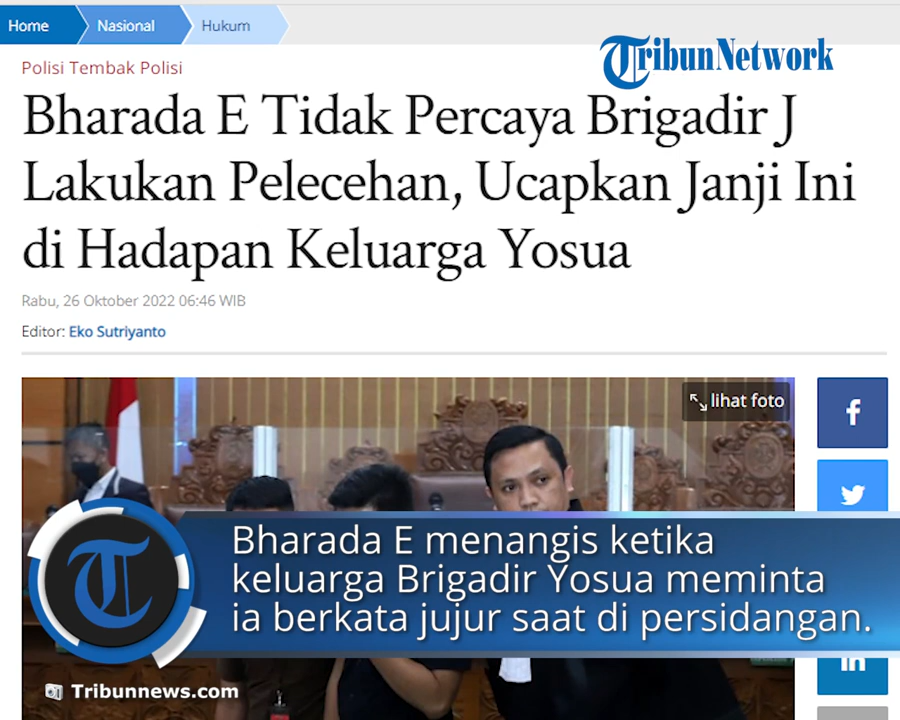 Home Nasional Hukum
TribunNetwork
Polisi Tembak Polisi
Bharada E Tidak Percaya Brigadir J
Lakukan Pelecehan, Ucapkan Janji Ini
di Hadapan Keluarga Yosua
Rabu, 26 Oktober 2022 06:46 WIB
Editor: Eko Sutriyanto
lihat foto
f
T
Bharada E menangis ketika
keluarga Brigadir Yosua meminta
ia berkata jujur saat di persidangan.
in
Tribunnews.com